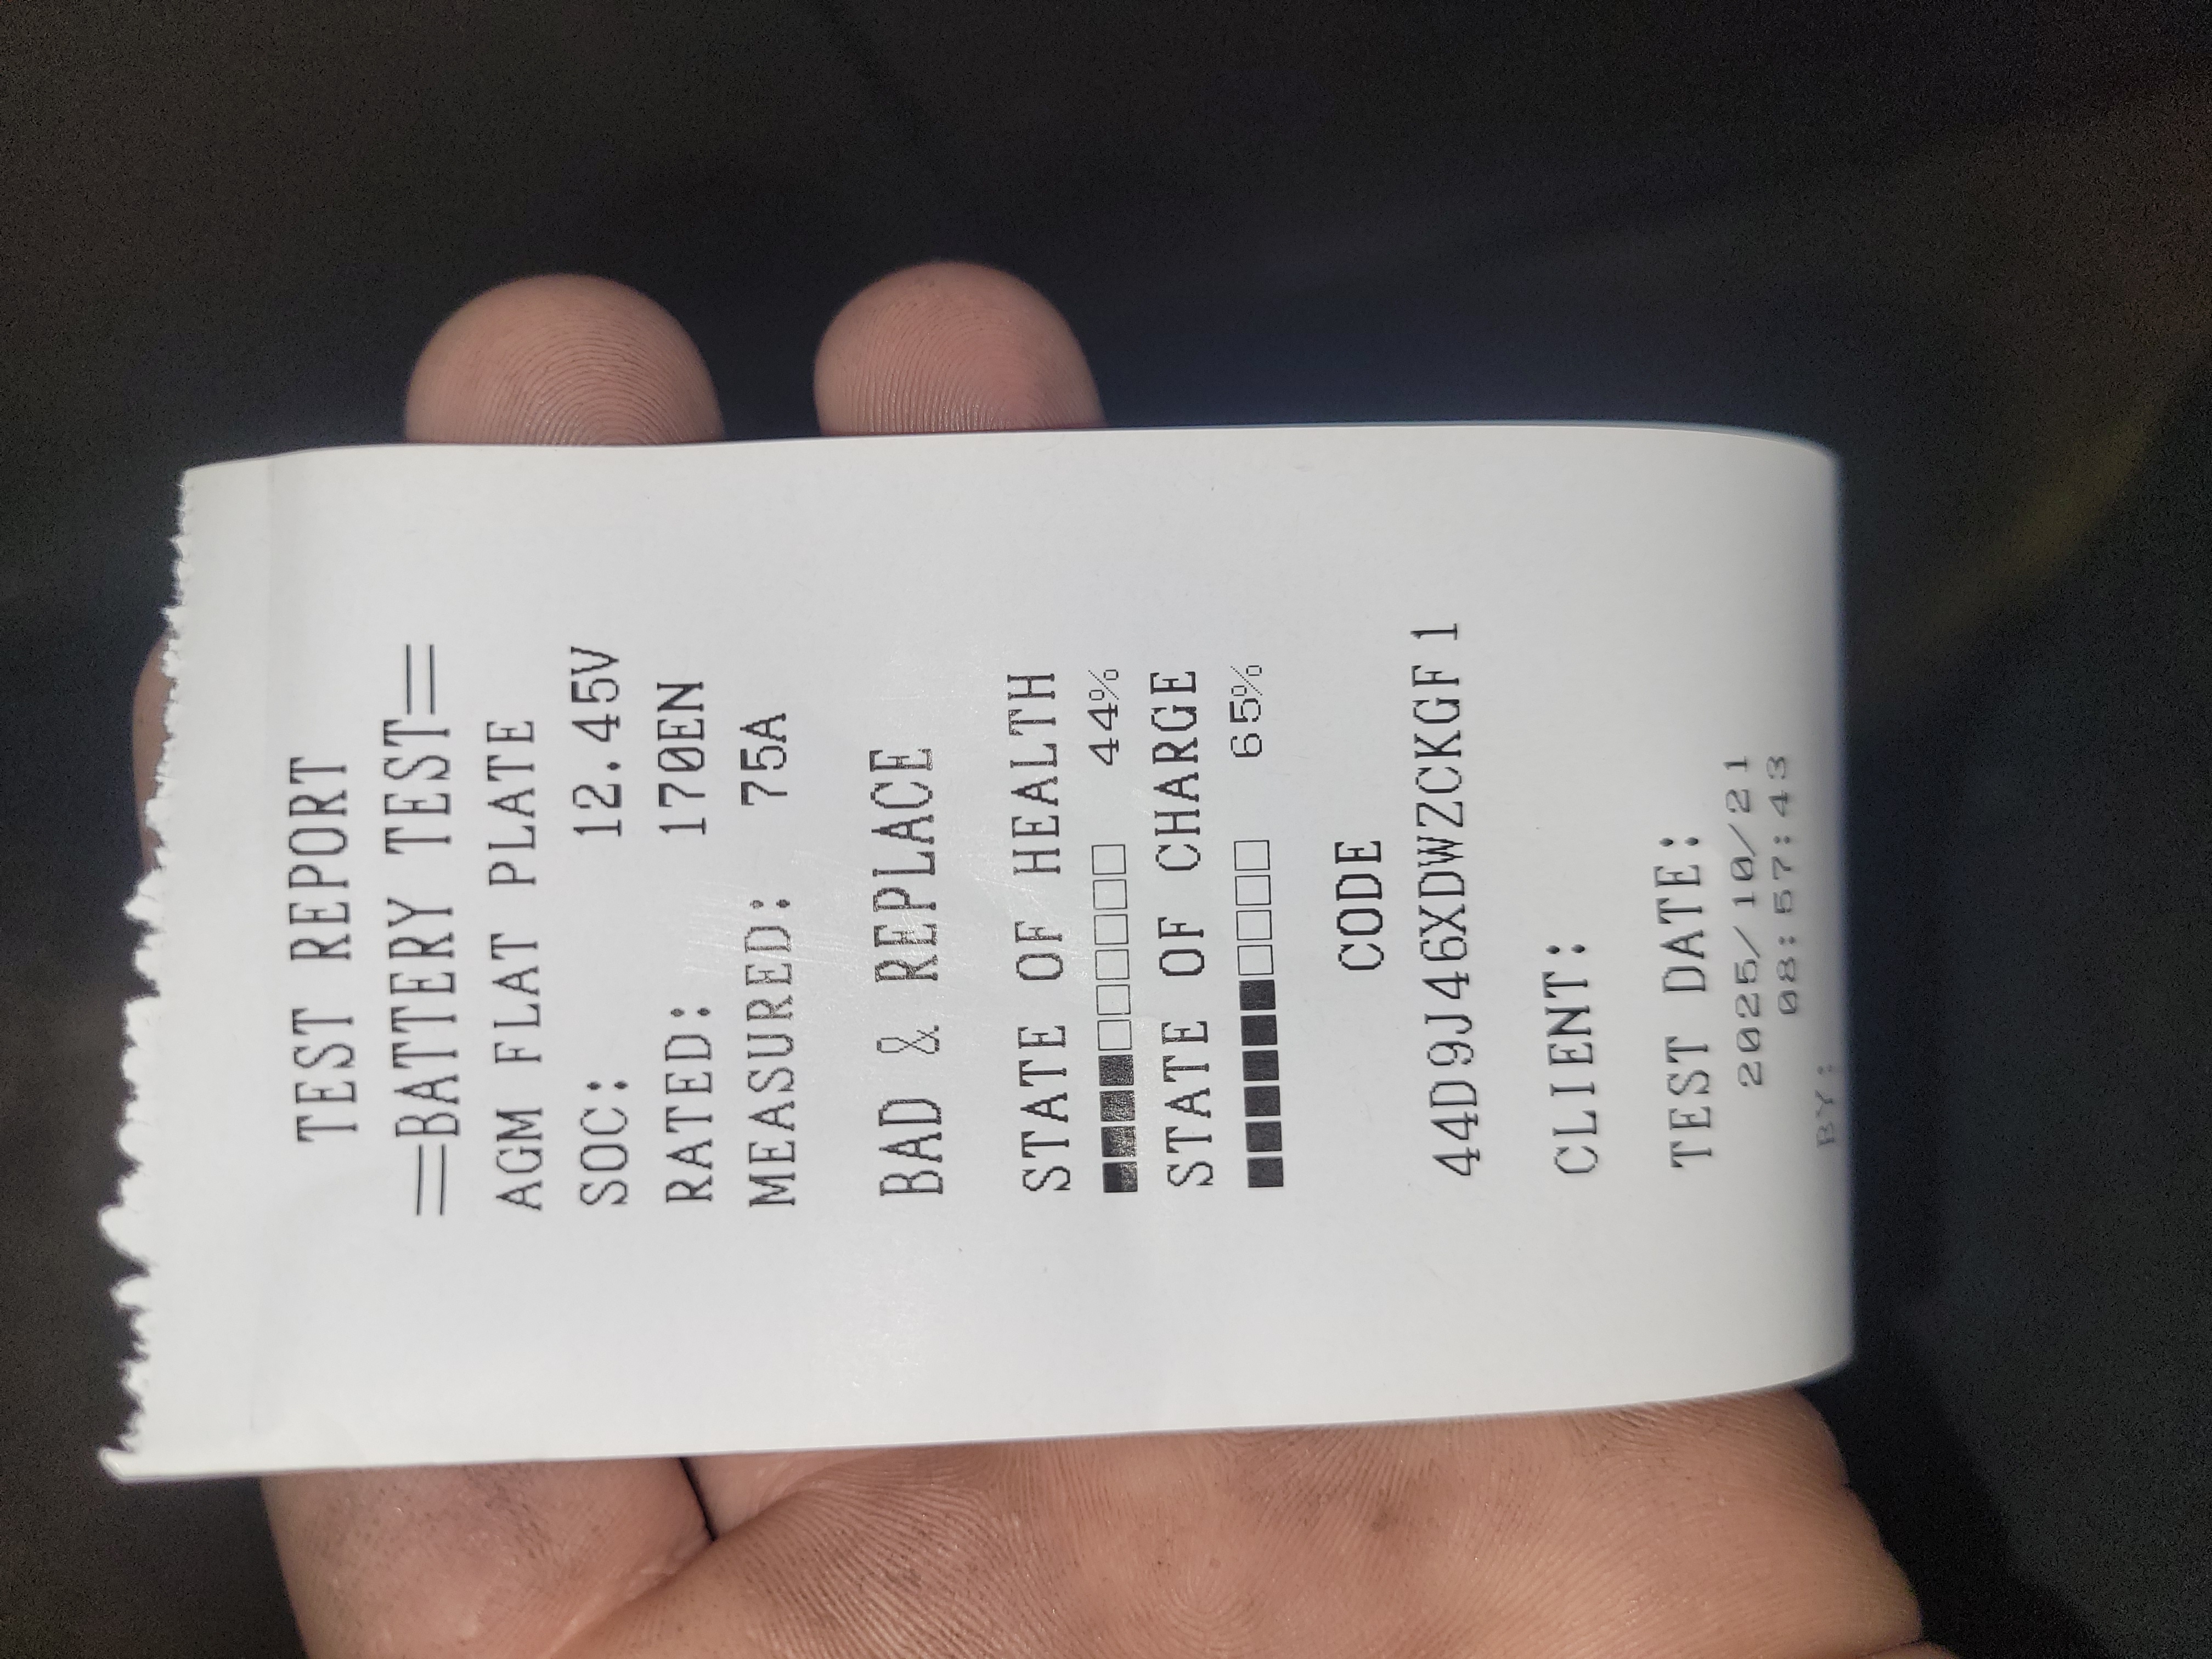 TEST REPORT
==BATTERY TEST==
AGM FLAT PLATE
SOC: 12.45V
RATED: 170EN
MEASURED: 75A
BAD & REPLACE
STATE OF HEALTH
44%
STATE OF CHARGE
65%
CODE
44D9J46XDWZCKGF1
CLIENT:
TEST DATE:
2025/10/21
08:57:43
BY: